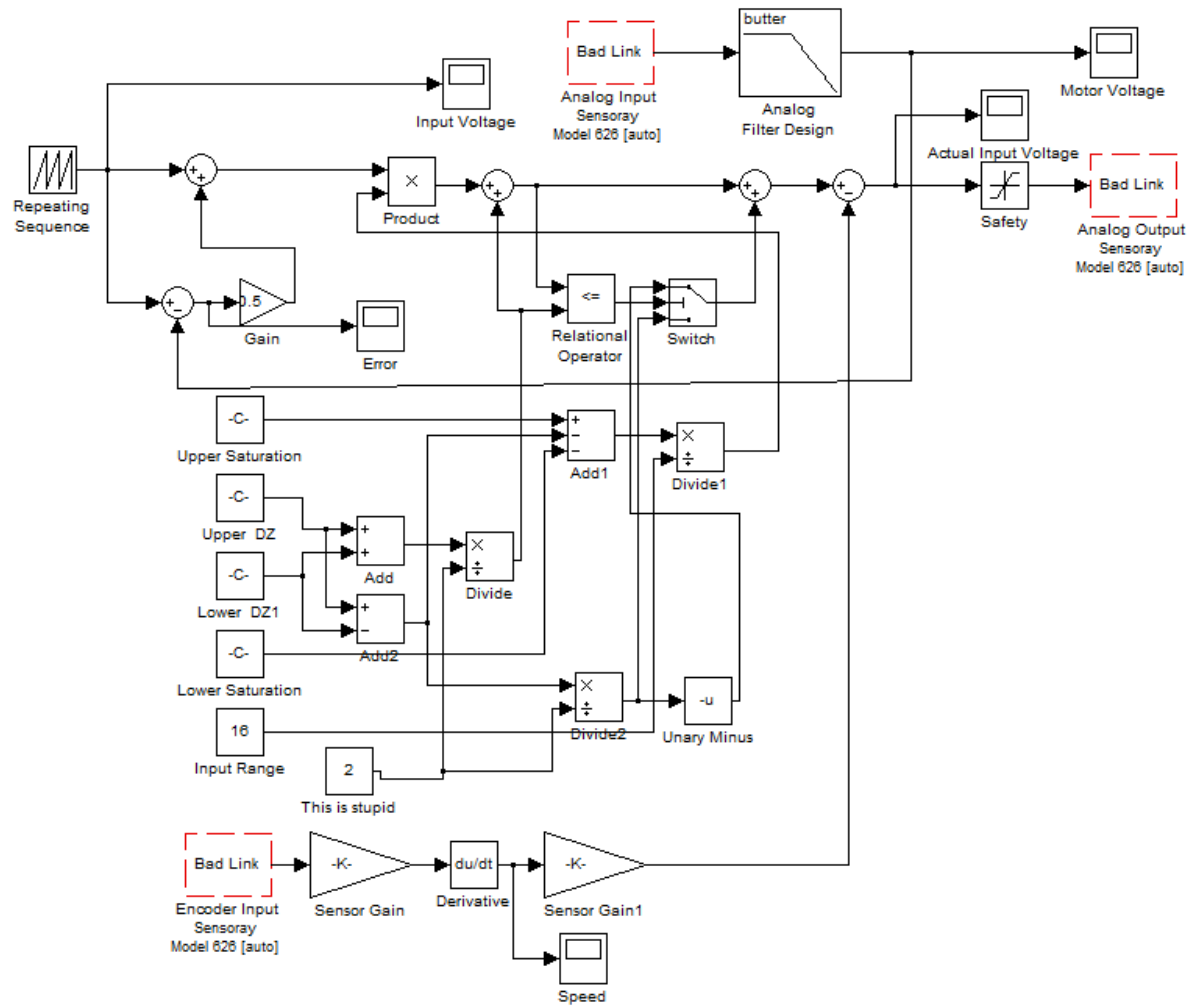 butter
Bad Link
Analog Input
Sensoray
Model 626 [auto]
Analog
Filter Design
Motor Voltage
Input Voltage
Actual Input Voltage
Repeating
Sequence
+
+
×
Product
+
+
+
+
+
−
Safety
Bad Link
Analog Output
Sensoray
Model 626 [auto]
+
−
0.5
Gain
Error
<=
Relational
Operator
Switch
-C-
Upper Saturation
+
−
−
Add1
×
÷
Divide1
-C-
Upper DZ
+
+
Add
×
÷
Divide
-C-
Lower DZ1
+
−
Add2
-C-
Lower Saturation
×
÷
Divide2
-u
Unary Minus
16
Input Range
2
This is stupid
Bad Link
Encoder Input
Sensoray
Model 626 [auto]
-K-
Sensor Gain
du/dt
Derivative
-K-
Sensor Gain1
Speed